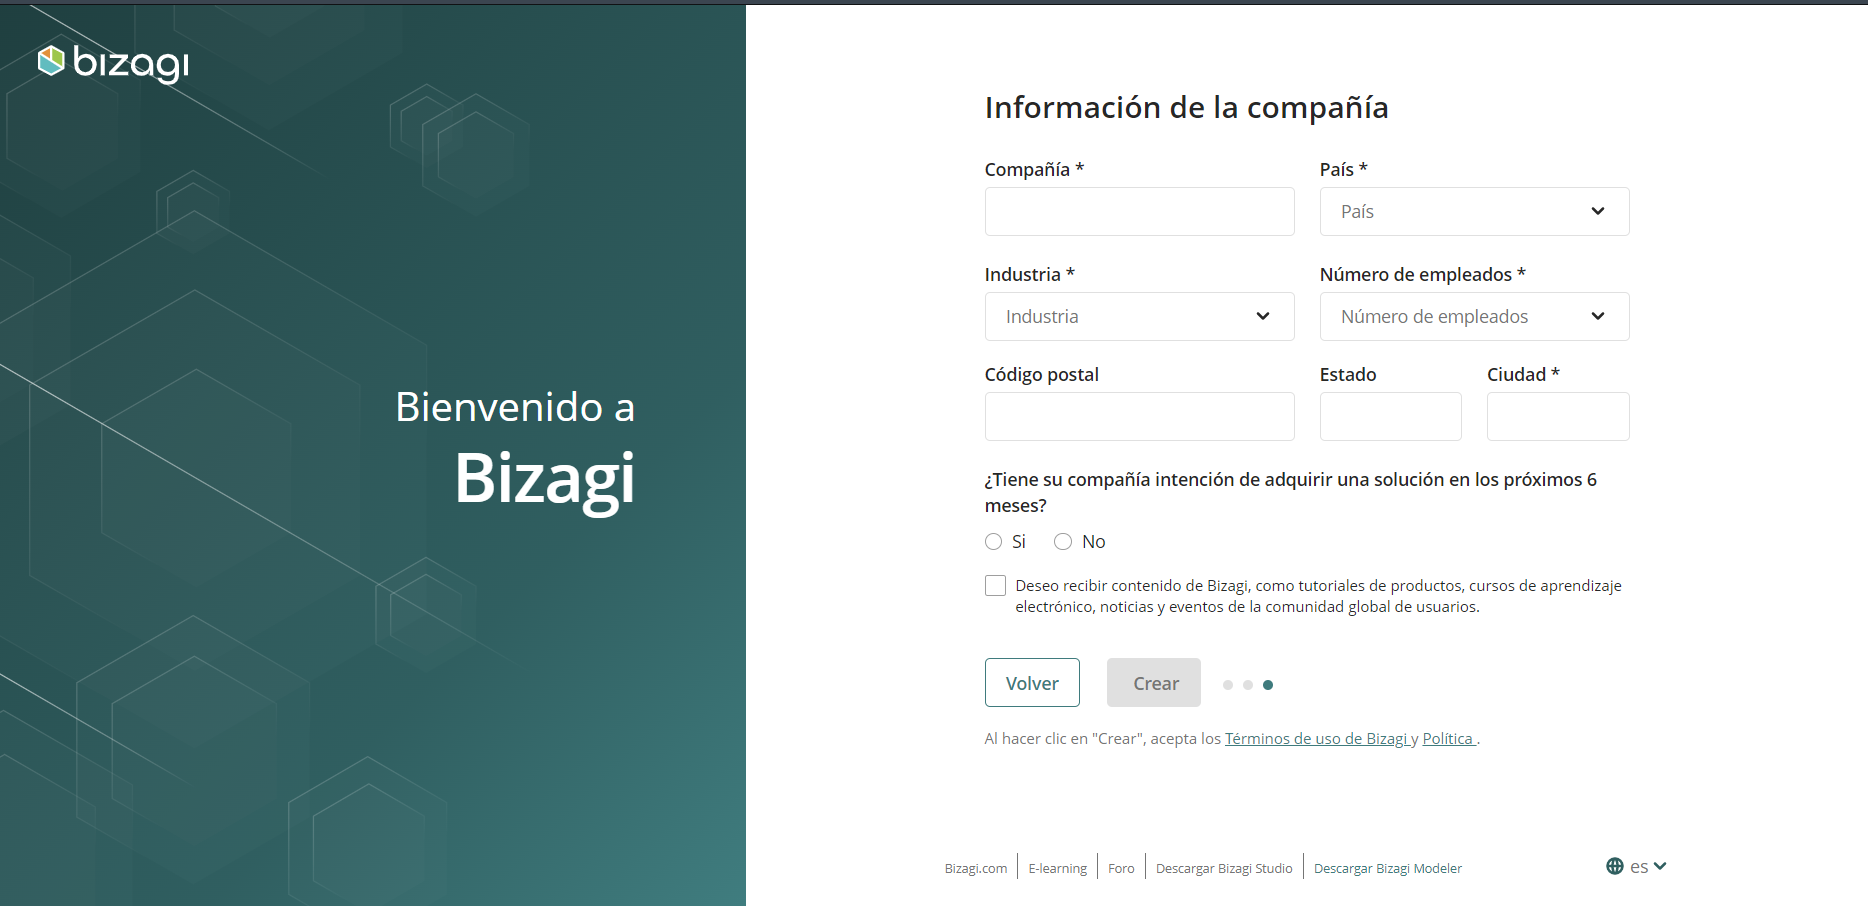 bizagi
Bienvenido a
Bizagi
Información de la compañía
Compañía *
País *
País
Industria *
Número de empleados *
Industria
Número de empleados
Código postal
Estado
Ciudad *
¿Tiene su compañía intención de adquirir una solución en los próximos 6
meses?
Si
No
Deseo recibir contenido de Bizagi, como tutoriales de productos, cursos de aprendizaje
electrónico, noticias y eventos de la comunidad global de usuarios.
Volver
Crear
Al hacer clic en "Crear", acepta los Términos de uso de Bizagi y Política .
Bizagi.com
E-learning
Foro
Descargar Bizagi Studio
Descargar Bizagi Modeler
es